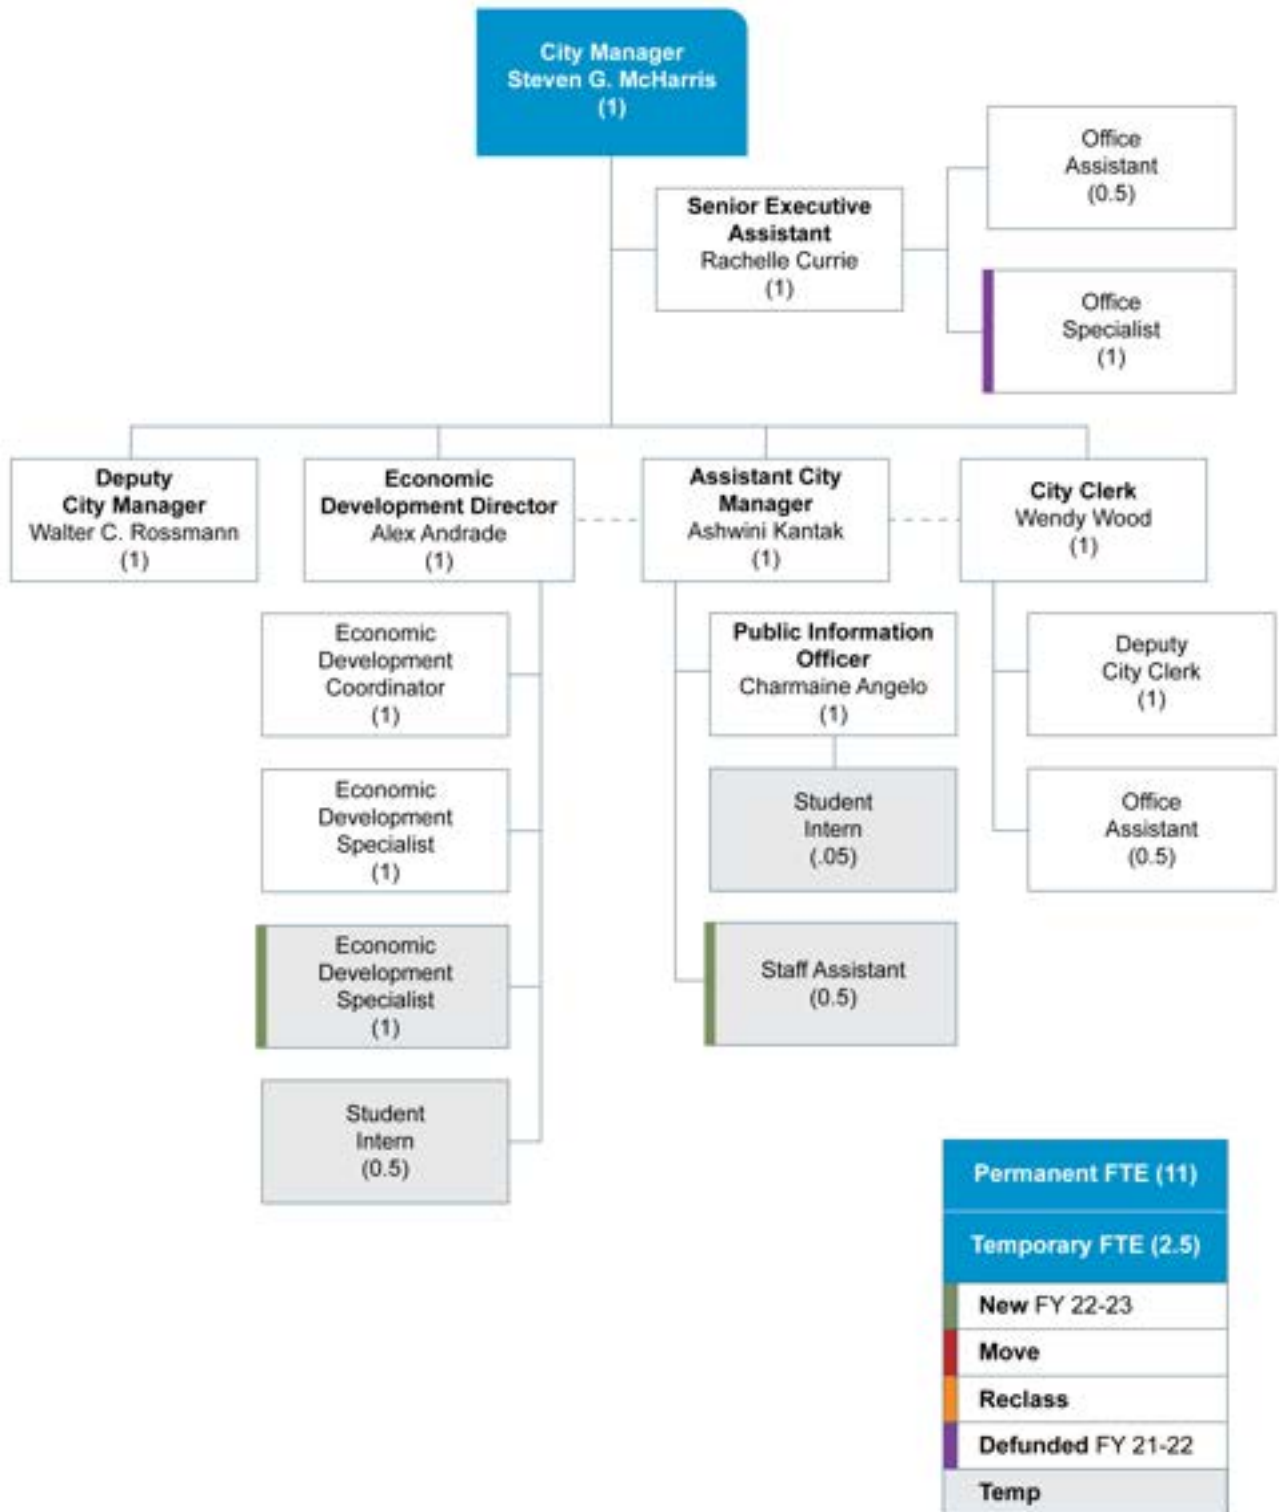 City Manager
Steven G. McHarris
(1)
Senior Executive
Assistant
Rachelle Currie
(1)
Office
Assistant
(0.5)
Office
Specialist
(1)
Deputy
City Manager
Walter C. Rossmann
(1)
Economic
Development Director
Alex Andrade
(1)
Assistant City
Manager
Ashwini Kantak
(1)
City Clerk
Wendy Wood
(1)
Economic
Development
Coordinator
(1)
Economic
Development
Specialist
(1)
Economic
Development
Specialist
(1)
Student
Intern
(0.5)
Public Information
Officer
Charmaine Angelo
(1)
Student
Intern
(.05)
Staff Assistant
(0.5)
Deputy
City Clerk
(1)
Office
Assistant
(0.5)
Permanent FTE (11)
Temporary FTE (2.5)
New FY 22-23
Move
Reclass
Defunded FY 21-22
Temp